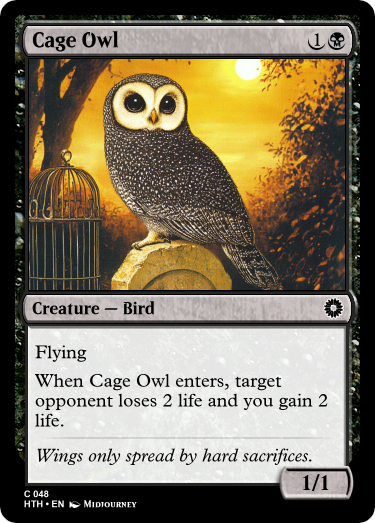 Cage Owl 1
Creature — Bird
Flying
When Cage Owl enters, target
opponent loses 2 life and you gain 2
life.
Wings only spread by hard sacrifices.
1/1
C 048
HTH • EN Midjourney